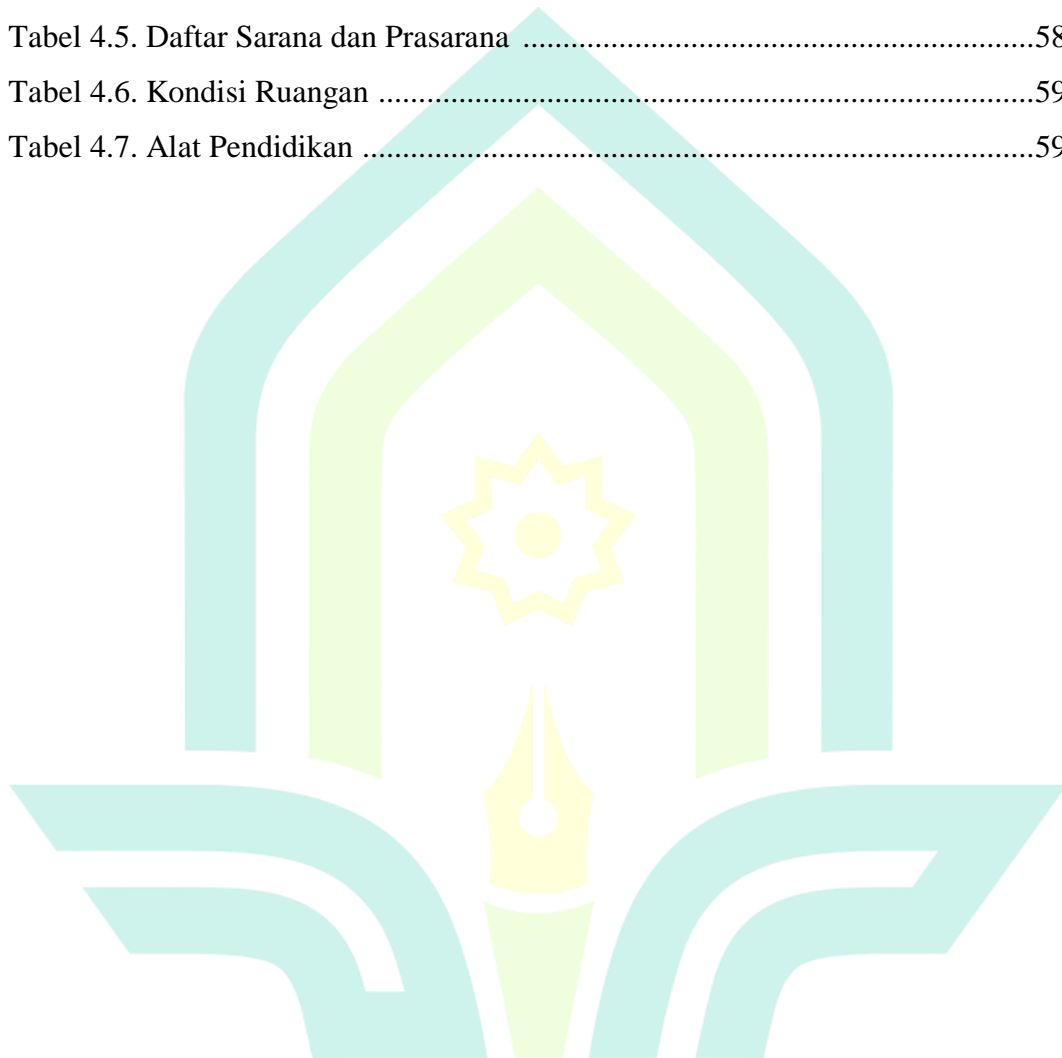 Tabel 4.5. Daftar Sarana dan Prasarana ....................................................................58
Tabel 4.6. Kondisi Ruangan .......................................................................................59
Tabel 4.7. Alat Pendidikan .........................................................................................59